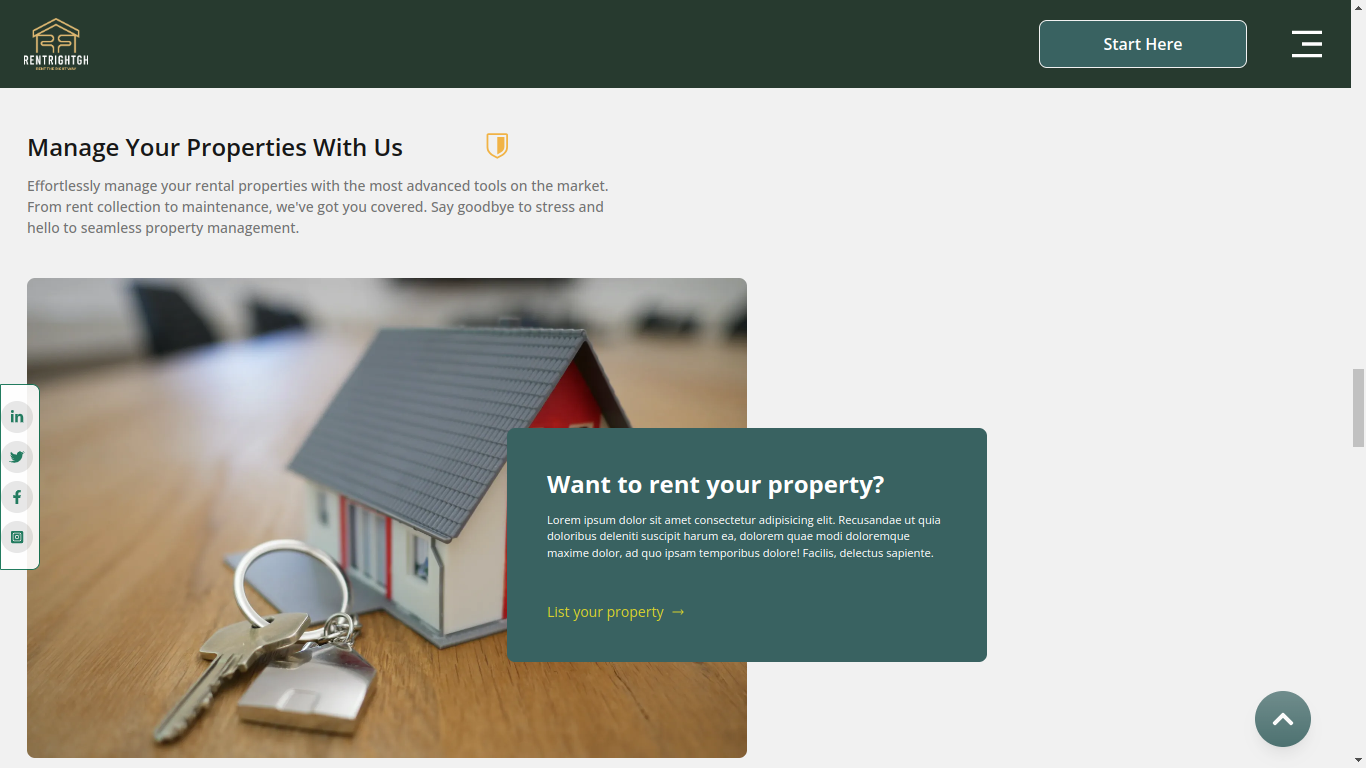 RENTRIGHTGH
RENT THE RIGHT WAY
Start Here
Manage Your Properties With Us
Effortlessly manage your rental properties with the most advanced tools on the market.
From rent collection to maintenance, we've got you covered. Say goodbye to stress and
hello to seamless property management.
Want to rent your property?
Lorem ipsum dolor sit amet consectetur adipisicing elit. Recusandae ut quia
doloribus deleniti suscipit harum ea, dolorem quae modi doloremque
maxime dolor, ad quo ipsam temporibus dolore! Facilis, delectus sapiente.
List your property →